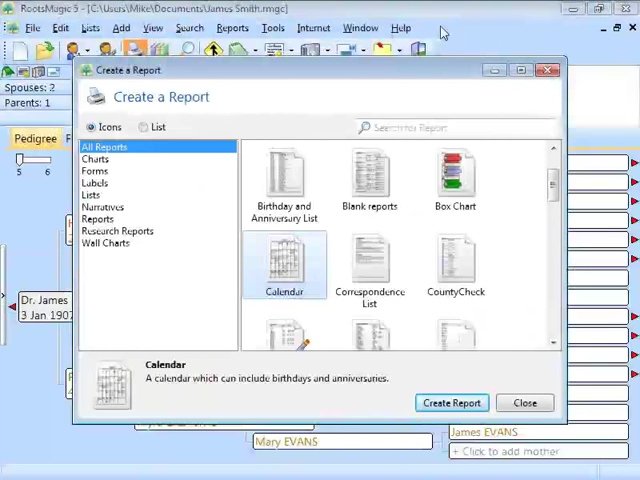 RootsMagic 5 - [C:\Users\Mike\Documents\James Smith.rmgc]
File Edit Lists Add View Search Reports Tools Internet Window Help
Spouses: 2
Parents: 1
Pedigree
5 6
Dr. James
3 Jan 1907
Create a Report
Create a Report
Icons List
Search for Report
All Reports
Charts
Forms
Labels
Lists
Narratives
Reports
Research Reports
Wall Charts
Birthday and Anniversary List
Blank reports
Box Chart
Calendar
Correspondence List
CountyCheck
Calendar
A calendar which can include birthdays and anniversaries.
Create Report Close
Mary EVANS
James EVANS
+ Click to add mother